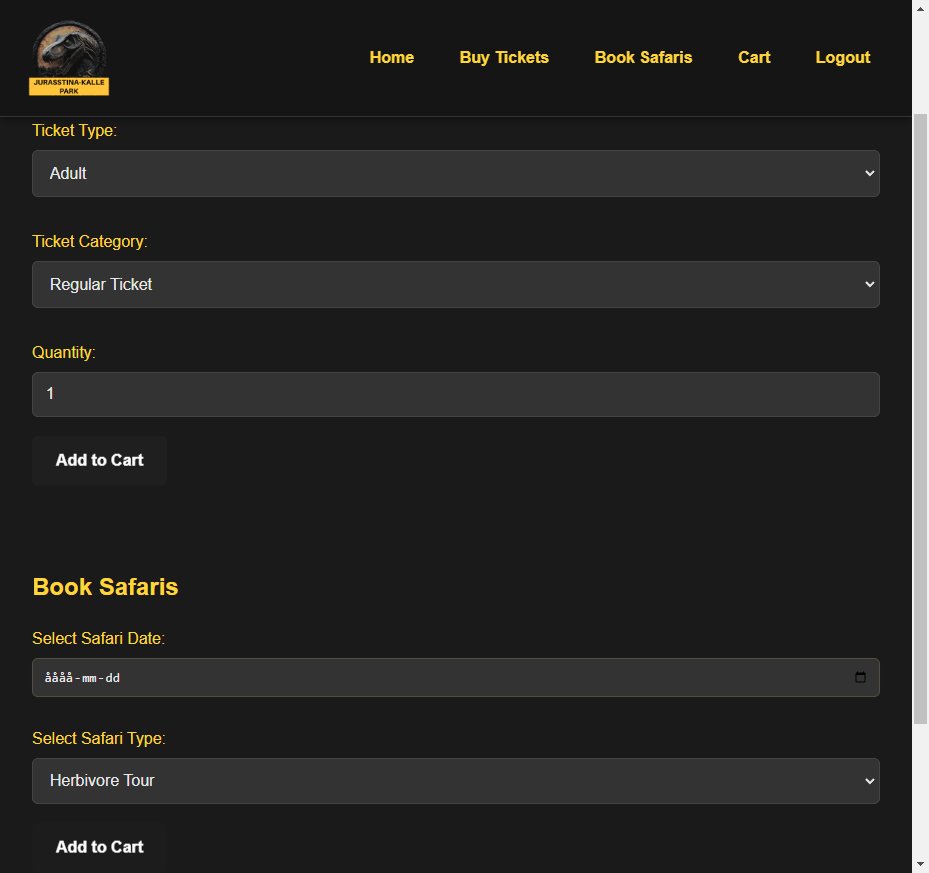 JURASSTINA-KALLE
PARK
Home
Buy Tickets
Book Safaris
Cart
Logout
Ticket Type:
Adult
Ticket Category:
Regular Ticket
Quantity:
1
Add to Cart
Book Safaris
Select Safari Date:
åååå-mm-dd
Select Safari Type:
Herbivore Tour
Add to Cart